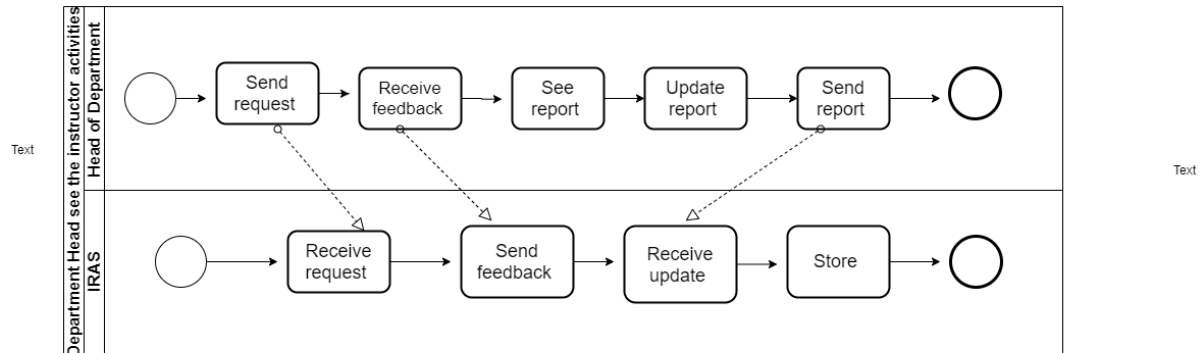 Text
Department Head see the instructor activities
Head of Department
Send
request
Receive
feedback
See
report
Update
report
Send
report
Text
IRAS
Receive
request
Send
feedback
Receive
update
Store